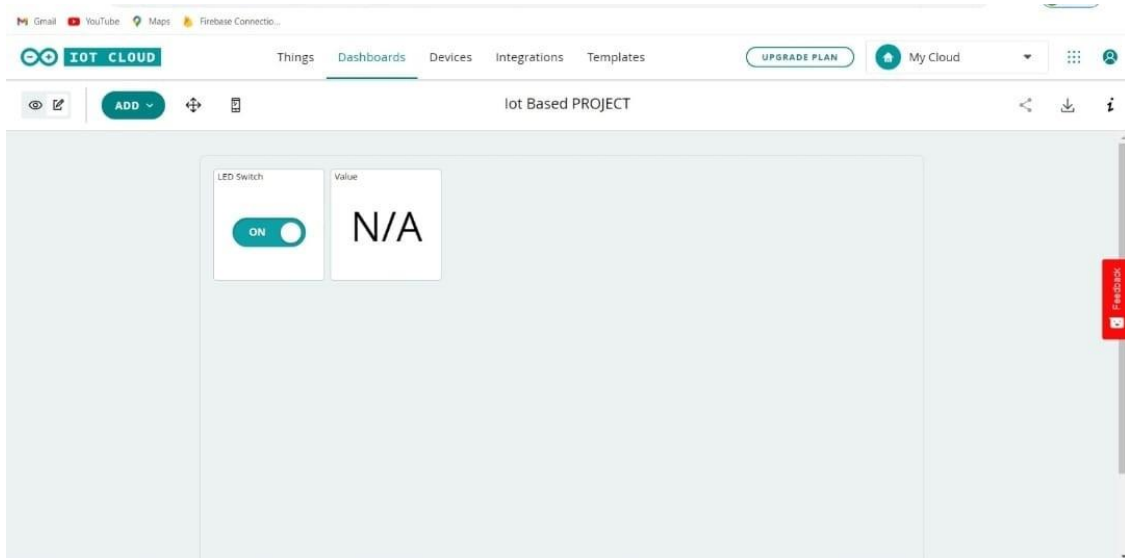 Gmail YouTube Maps Firebase Connectio...
IOT CLOUD Things Dashboards Devices Integrations Templates UPGRADE PLAN My Cloud
ADD Iot Based PROJECT i
LED Switch Value
ON N/A
Feedback